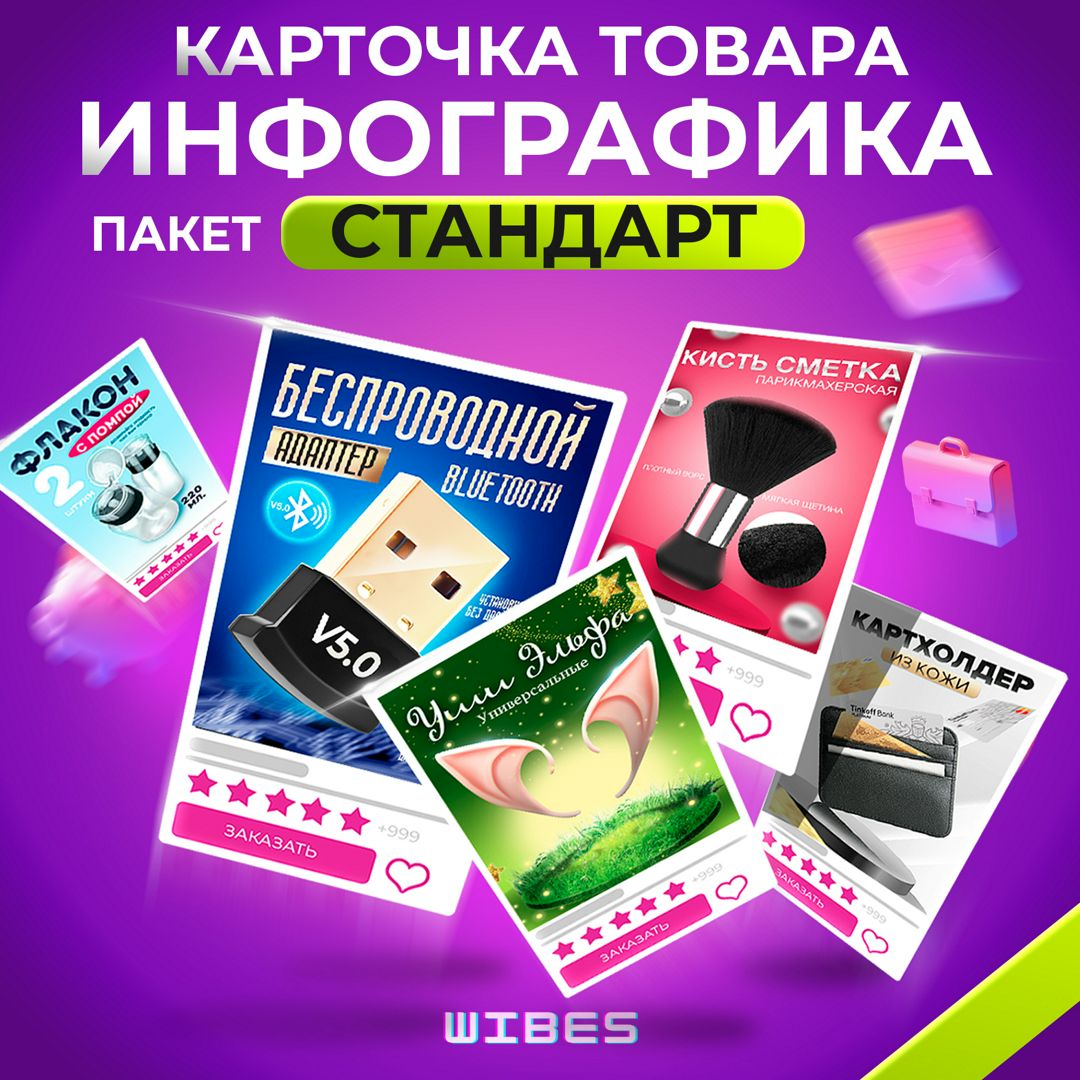 КАРТОЧКА ТОВАРА
ИНФОГРАФИКА
ПАКЕТ СТАНДАРТ
ФЛАКОН
С ПОМПОЙ
2
ШТУКИ
220
МЛ.
ЗАКАЗАТЬ
БЕСПРОВОДНОЙ
АДАПТЕР
BLUETOOTH
V5.0
V5.0
+999
ЗАКАЗАТЬ
КИСТЬ СМЕТКА
ПАРИКМАХЕРСКАЯ
ПЛОТНЫЙ ВОРС
МЯГКАЯ ЩЕТИНА
+999
Уши Эльфа
Универсальные
+999
ЗАКАЗАТЬ
КАРТХОЛДЕР
ИЗ КОЖИ
Tinkoff Bank
+999
ЗАКАЗАТЬ
WIBES